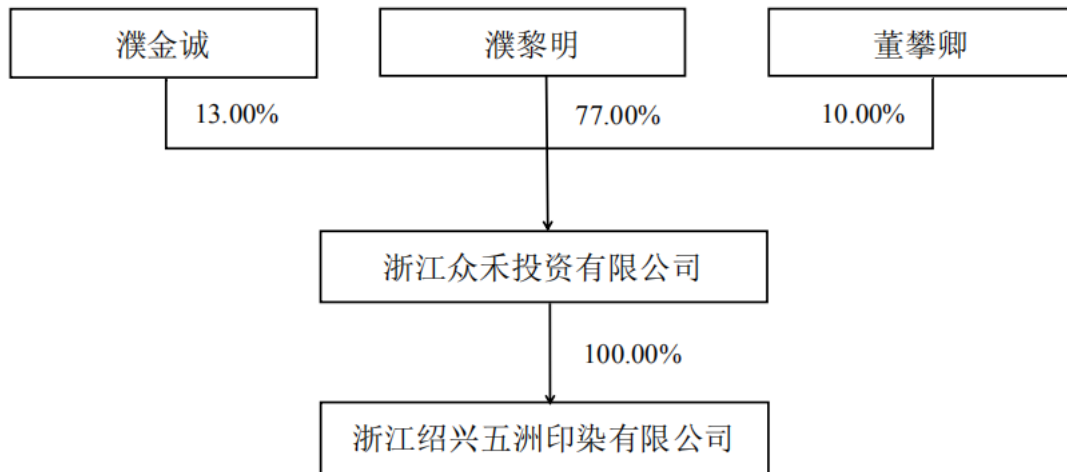 濮金诚
濮黎明
董攀卿
13.00%
77.00%
10.00%
浙江众禾投资有限公司
100.00%
浙江绍兴五洲印染有限公司